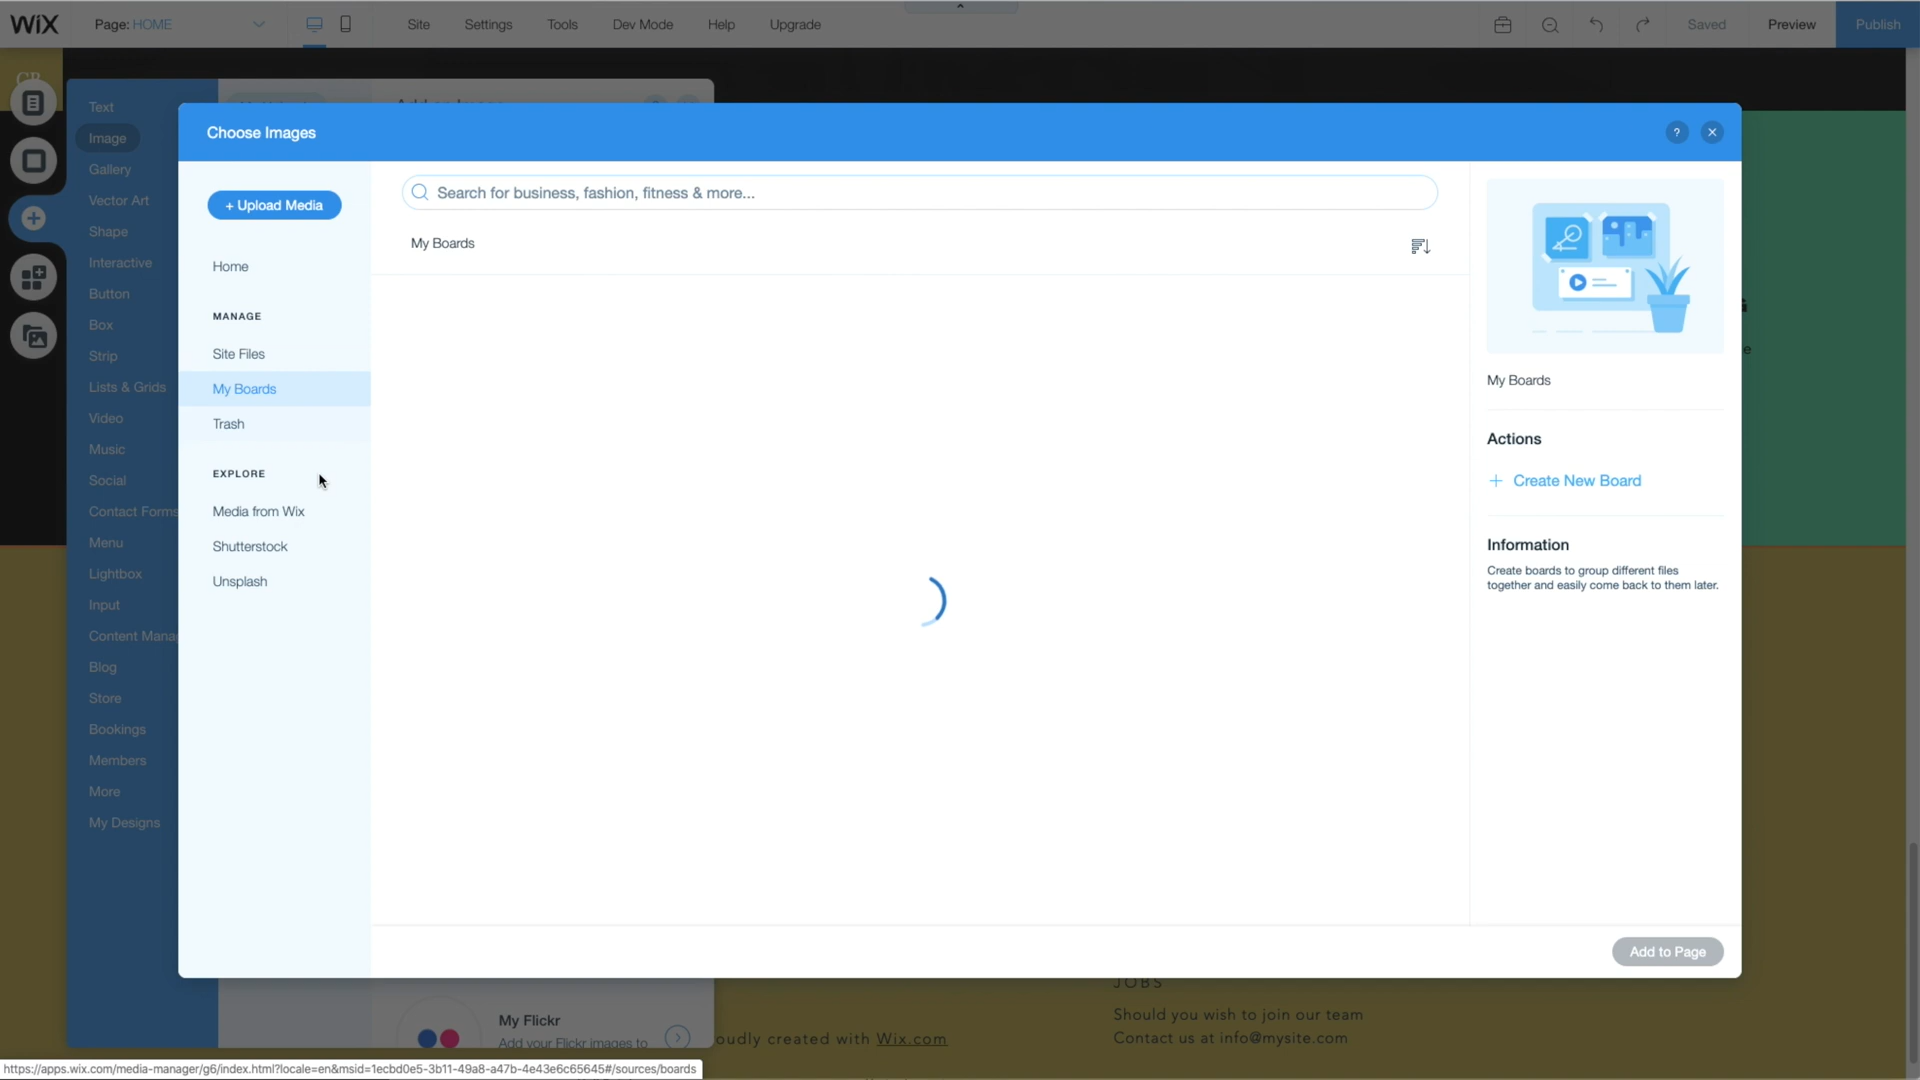 WiX
Page: HOME
Site
Settings
Tools
Dev Mode
Help
Upgrade
Saved
Preview
Publish
Text
Image
Gallery
Vector Art
Shape
Interactive
Button
Box
Strip
Lists & Grids
Video
Music
Social
Contact Forms
Menu
Lightbox
Input
Content Mana
Blog
Store
Bookings
Members
More
My Designs
Choose Images
?
+ Upload Media
Home
MANAGE
Site Files
My Boards
Trash
EXPLORE
Media from Wix
Shutterstock
Unsplash
Search for business, fashion, fitness & more...
My Boards
My Boards
Actions
+ Create New Board
Information
Create boards to group different files
together and easily come back to them later.
Add to Page
My Flickr
Add your Flickr images to
oudly created with Wix.com
JOBS
Should you wish to join our team
Contact us at info@mysite.com
https://apps.wix.com/media-manager/g6/index.html?locale=en&msid=1ecbd0e5-3b11-49a8-a47b-4e43e6c65645#/sources/boards